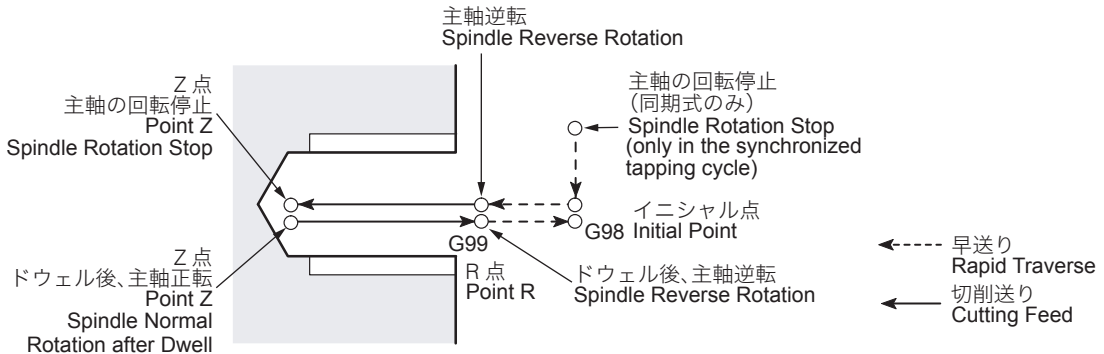 主軸逆転
Spindle Reverse Rotation
Z 点
主軸の回転停止
Point Z
Spindle Rotation Stop
主軸の回転停止
（同期式のみ）
Spindle Rotation Stop
(only in the synchronized
tapping cycle)
G98
イニシャル点
Initial Point
G99
R 点
Point R
ドウェル後、主軸逆転
Spindle Reverse Rotation
Z 点
ドウェル後、主軸正転
Point Z
Spindle Normal
Rotation after Dwell
早送り
Rapid Traverse
切削送り
Cutting Feed